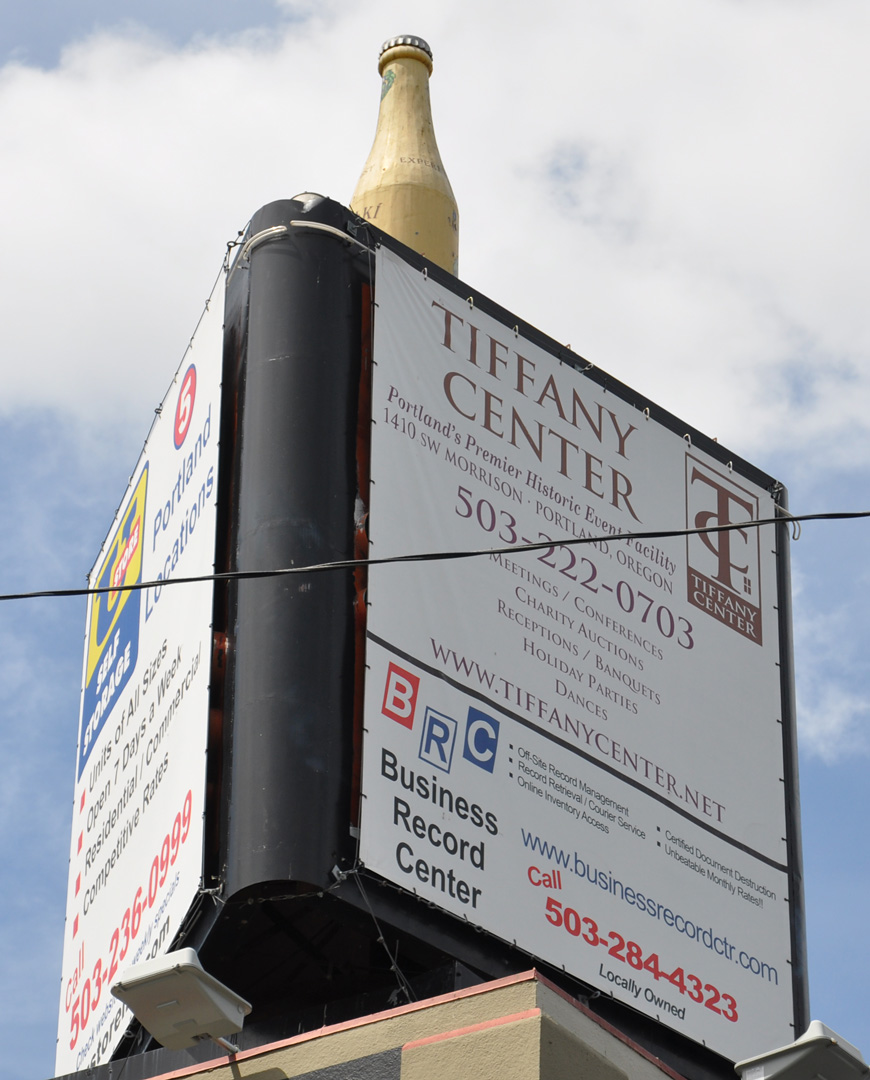 EXPER
KI
5
Portland
Locations
STORE
SELF
STORAGE
Units of All Sizes
Open 7 Days a Week
Residential / Commercial
Competitive Rates
Call
503-236-0999
TIFFANY
CENTER
Portland's Premier Historic Event Facility
1410 SW MORRISON · PORTLAND, OREGON
503-222-0703
MEETINGS / CONFERENCES
CHARITY AUCTIONS
RECEPTIONS / BANQUETS
HOLIDAY PARTIES
DANCES
WWW.TIFFANYCENTER.NET
TC
TIFFANY
CENTER
BRC
Business
Record
Center
Off-Site Record Management
Record Retrieval / Courier Service
Online Inventory Access
Certified Document Destruction
Unbeatable Monthly Rates!!
www.businessrecordctr.com
Call
503-284-4323
Locally Owned